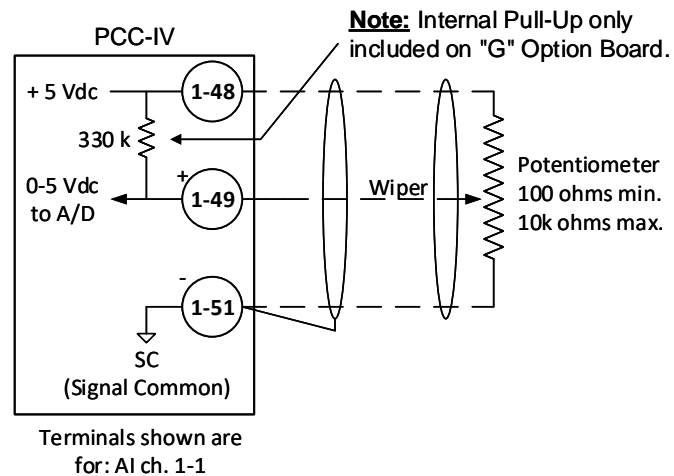 Note: Internal Pull-Up only
included on "G" Option Board.
PCC-IV
+ 5 Vdc
1-48
330 k
0-5 Vdc
to A/D
+
1-49
Wiper
Potentiometer
100 ohms min.
10k ohms max.
-
1-51
SC
(Signal Common)
Terminals shown are
for: AI ch. 1-1